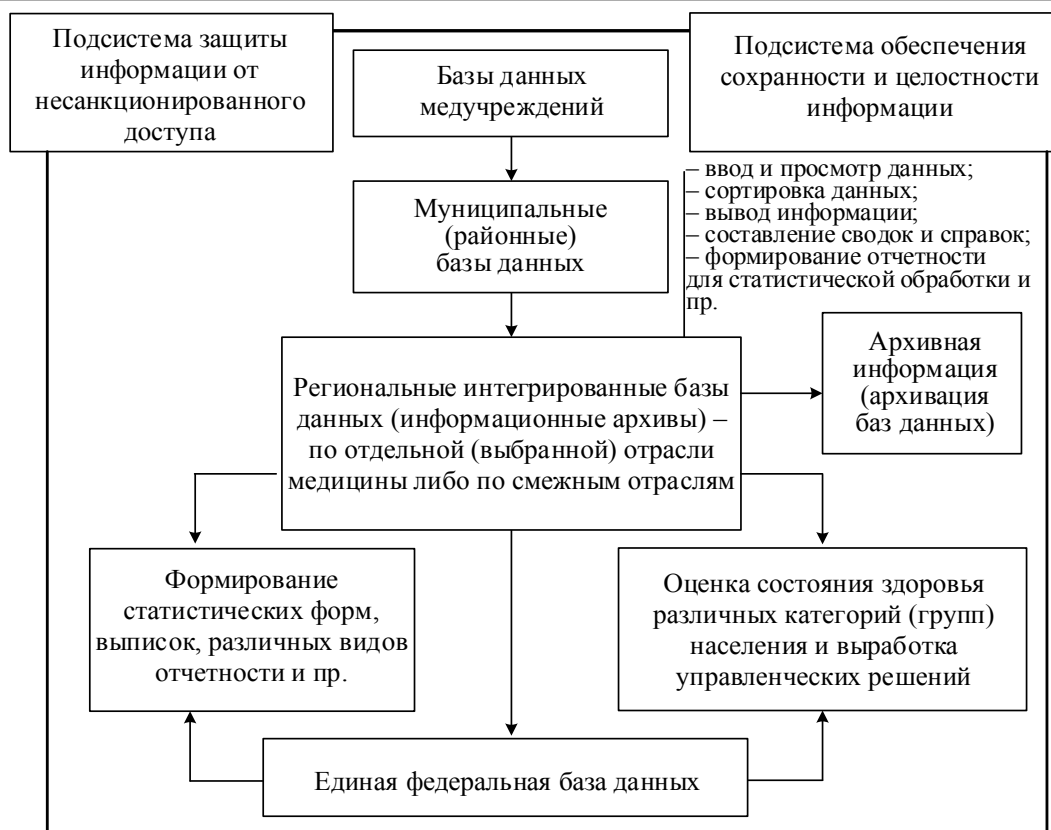 Подсистема защиты
информации от
несанкционированного
доступа
Базы данных
медучреждений
Подсистема обеспечения
сохранности и целостности
информации
Муниципальные
(районные)
базы данных
– ввод и просмотр данных;
– сортировка данных;
– вывод информации;
– составление сводок и справок;
– формирование отчетности
для статистической обработки и
пр.
Региональные интегрированные базы
данных (информационные архивы) –
по отдельной (выбранной) отрасли
медицины либо по смежным отраслям
Архивная
информация
(архивация
баз данных)
Формирование
статистических форм,
выписок, различных видов
отчетности и пр.
Оценка состояния здоровья
различных категорий (групп)
населения и выработка
управленческих решений
Единая федеральная база данных